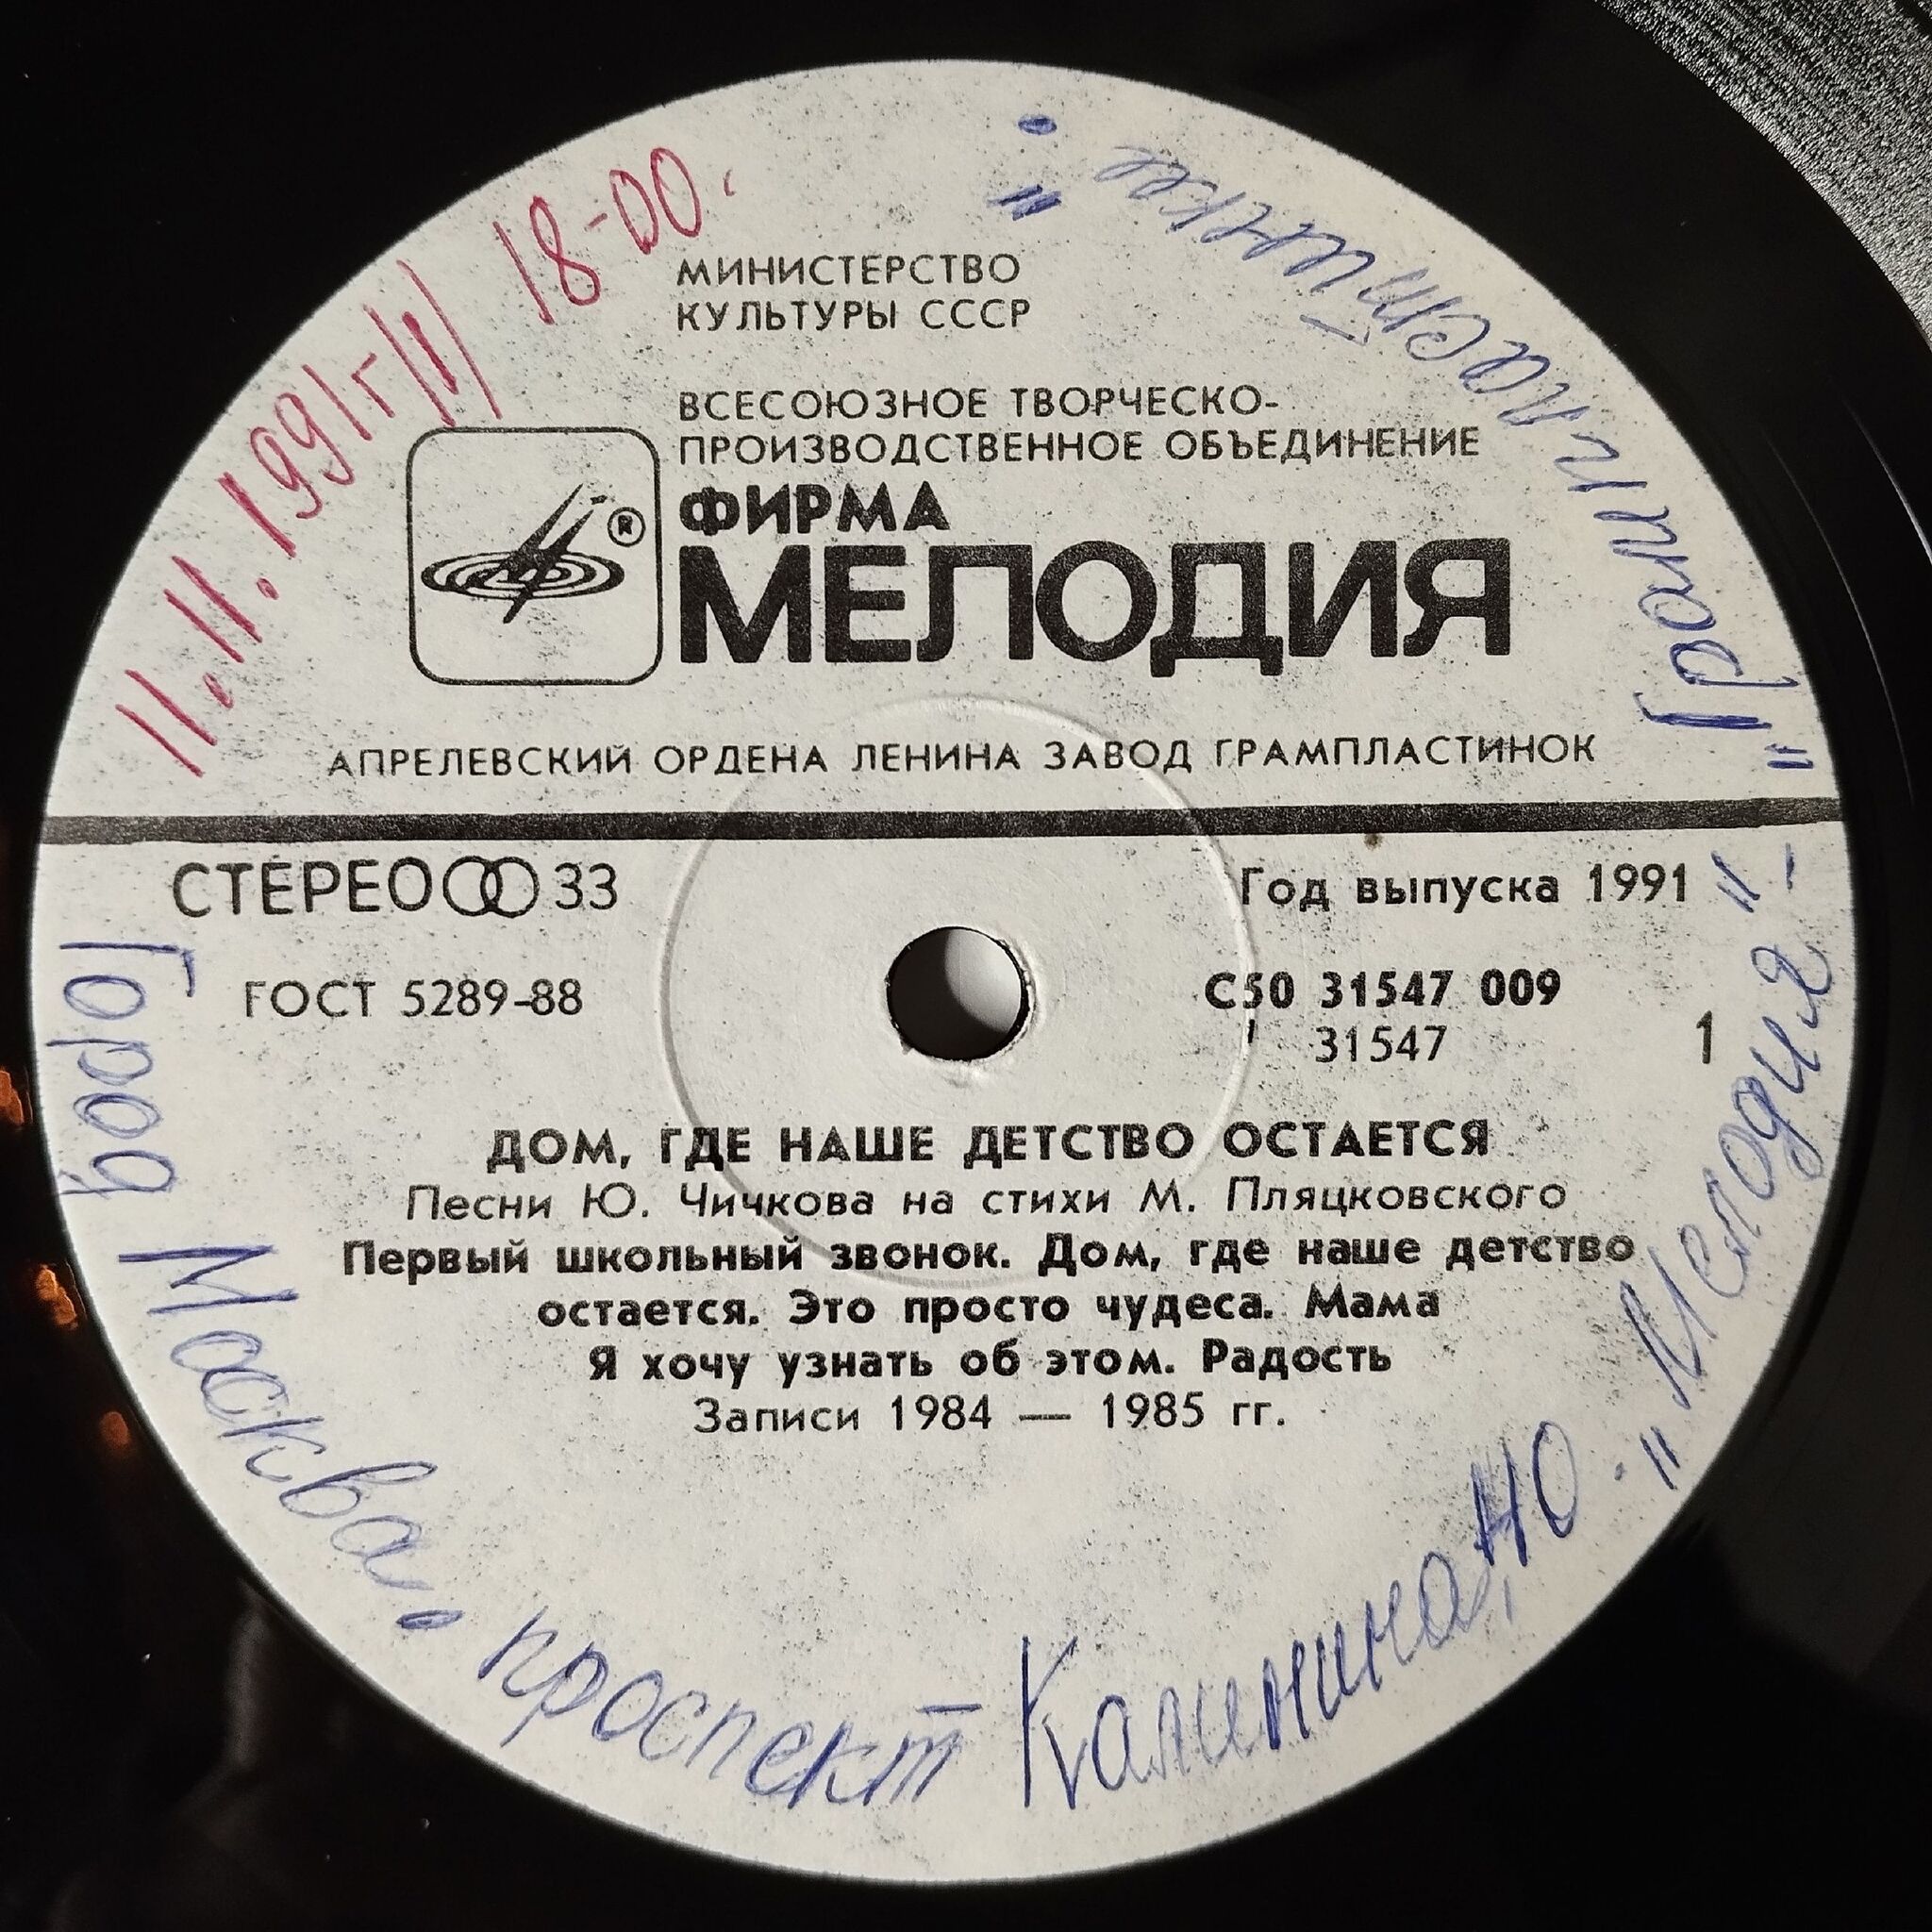 11.11.1991г/11/ 18-00.
МИНИСТЕРСТВО
КУЛЬТУРЫ СССР
ВСЕСОЮЗНОЕ ТВОРЧЕСКО-
ПРОИЗВОДСТВЕННОЕ ОБЪЕДИНЕНИЕ
®
ФИРМА
МЕЛОДИЯ
АПРЕЛЕВСКИЙ ОРДЕНА ЛЕНИНА ЗАВОД ГРАМПЛАСТИНОК
СТЕРЕО 33
Год выпуска 1991
ГОСТ 5289-88
С50 31547 009
31547
1
ДОМ, ГДЕ НАШЕ ДЕТСТВО ОСТАЕТСЯ
Песни Ю. Чичкова на стихи М. Пляцковского
Первый школьный звонок. Дом, где наше детство
остается. Это просто чудеса. Мама
Я хочу узнать об этом. Радость
Записи 1984 — 1985 гг.
Город Москва, проспект Калинина, 40. „Мелодия" - "Грампластинки".